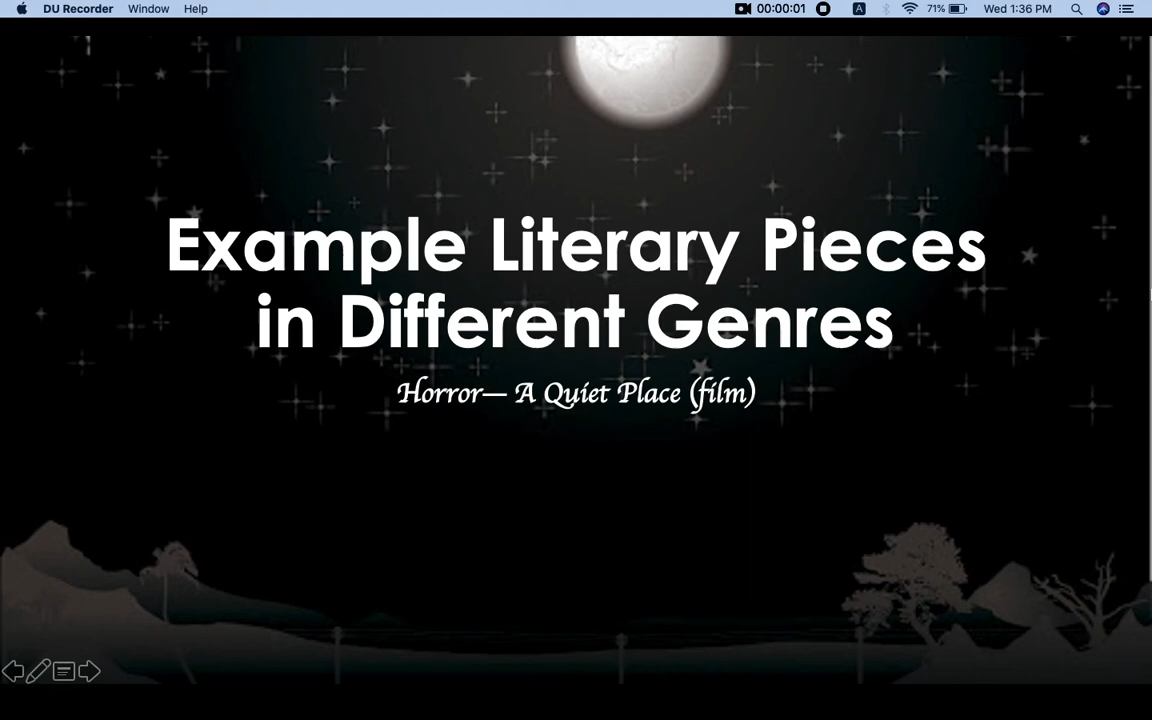 DU Recorder Window Help 00:00:01 A 71% Wed 1:36 PM
Example Literary Pieces
in Different Genres
Horror— A Quiet Place (film)